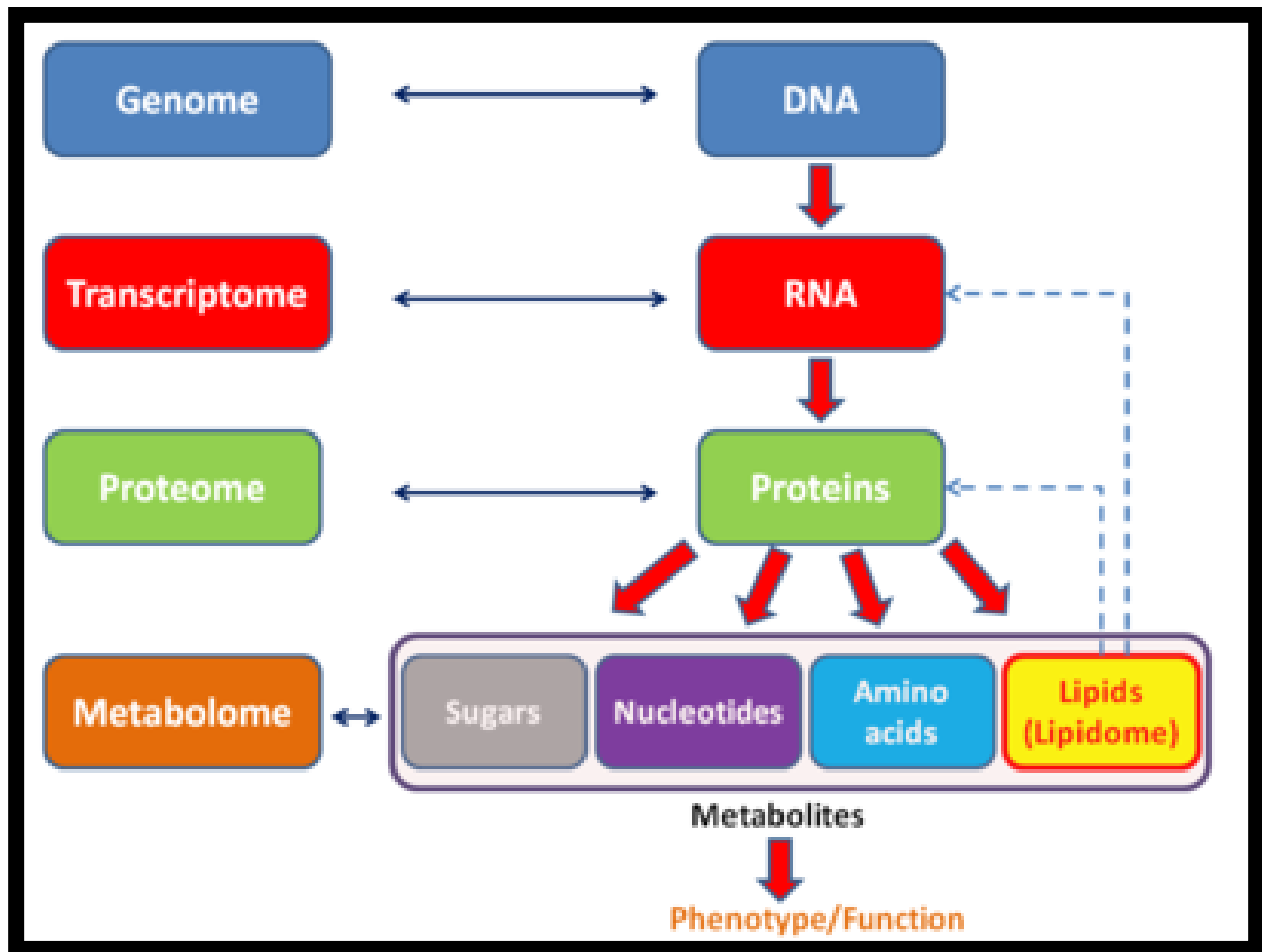 Genome
DNA
Transcriptome
RNA
Proteome
Proteins
Metabolome
Sugars
Nucleotides
Amino
acids
Lipids
(Lipidome)
Metabolites
Phenotype/Function